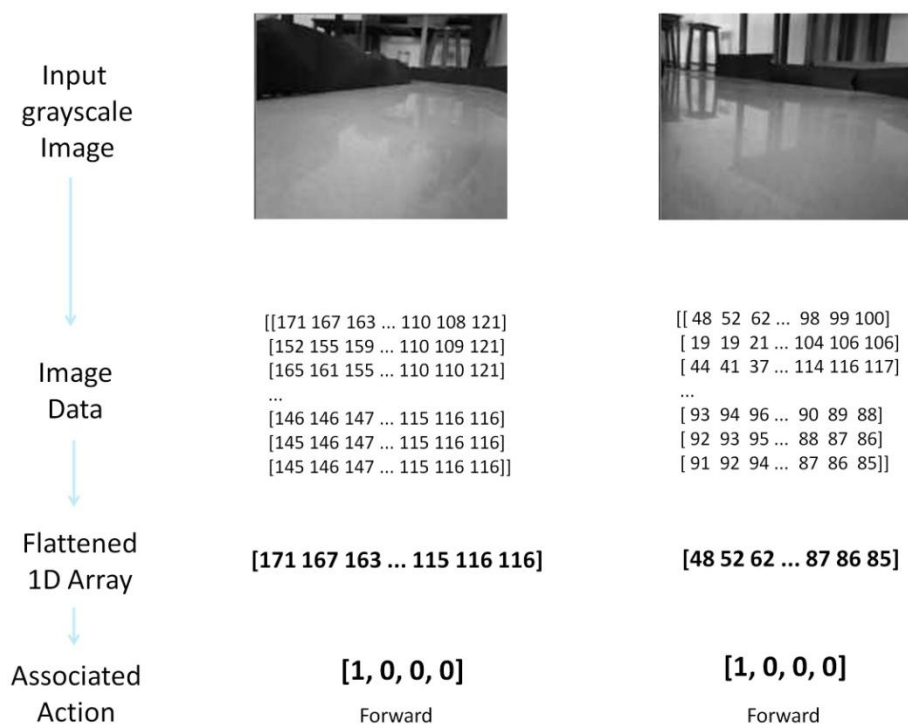 Input
grayscale
Image
Image
Data
[[171 167 163 ... 110 108 121]
[152 155 159 ... 110 109 121]
[165 161 155 ... 110 110 121]
...
[146 146 147 ... 115 116 116]
[145 146 147 ... 115 116 116]
[145 146 147 ... 115 116 116]]
[[ 48 52 62 ... 98 99 100]
[ 19 19 21 ... 104 106 106]
[ 44 41 37 ... 114 116 117]
...
[ 93 94 96 ... 90 89 88]
[ 92 93 95 ... 88 87 86]
[ 91 92 94 ... 87 86 85]]
Flattened
1D Array
[171 167 163 ... 115 116 116]
[48 52 62 ... 87 86 85]
Associated
Action
[1, 0, 0, 0]
Forward
[1, 0, 0, 0]
Forward